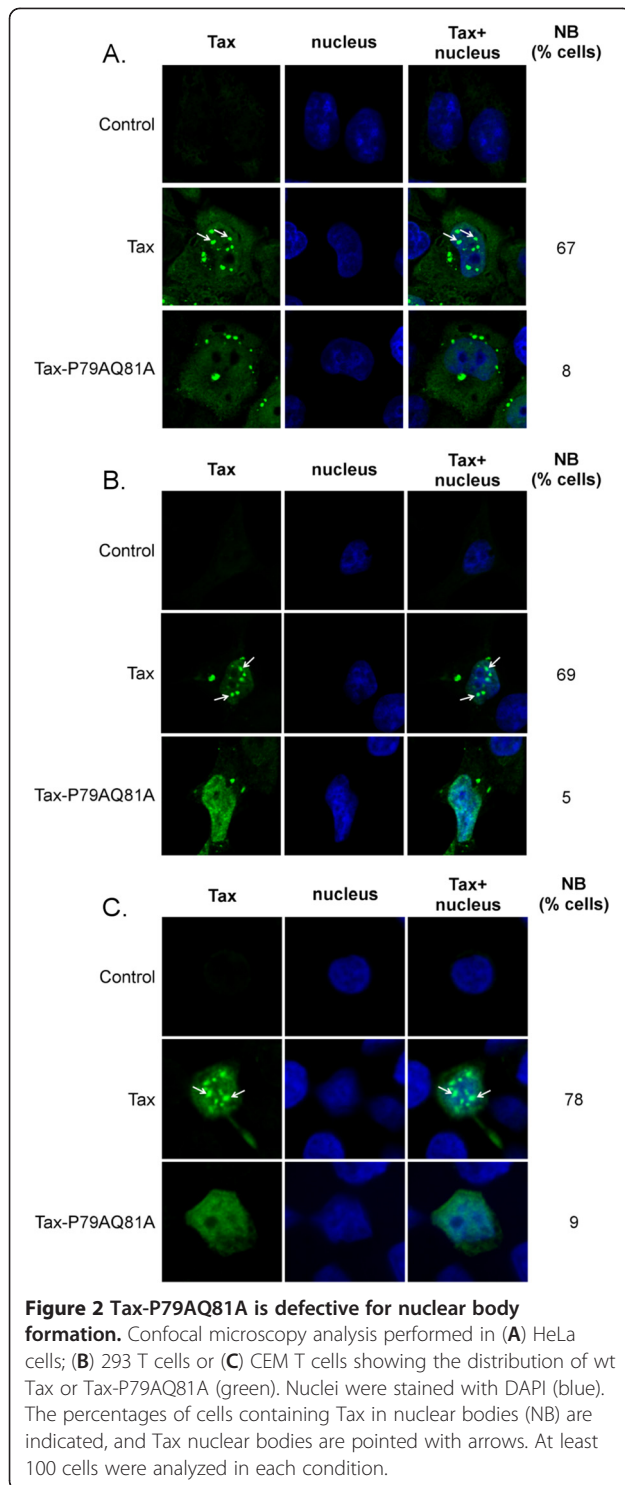 A.
Tax nucleus Tax+ nucleus NB (% cells)
Control
Tax 67
Tax-P79AQ81A 8
B.
Tax nucleus Tax+ nucleus NB (% cells)
Control
Tax 69
Tax-P79AQ81A 5
C.
Tax nucleus Tax+ nucleus NB (% cells)
Control
Tax 78
Tax-P79AQ81A 9
Figure 2 Tax-P79AQ81A is defective for nuclear body
formation. Confocal microscopy analysis performed in (A) HeLa
cells; (B) 293 T cells or (C) CEM T cells showing the distribution of wt
Tax or Tax-P79AQ81A (green). Nuclei were stained with DAPI (blue).
The percentages of cells containing Tax in nuclear bodies (NB) are
indicated, and Tax nuclear bodies are pointed with arrows. At least
100 cells were analyzed in each condition.